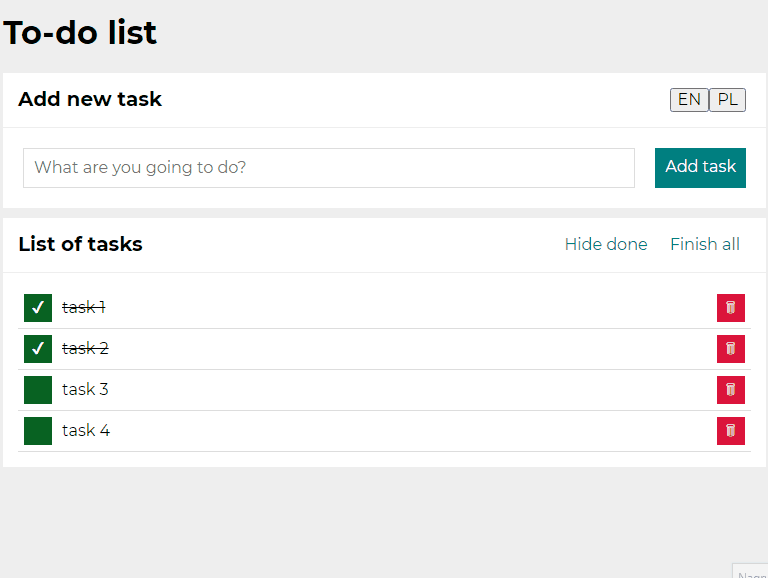 To-do list
Add new task
EN PL
What are you going to do?
Add task
List of tasks
Hide done
Finish all
task 1
task 2
task 3
task 4